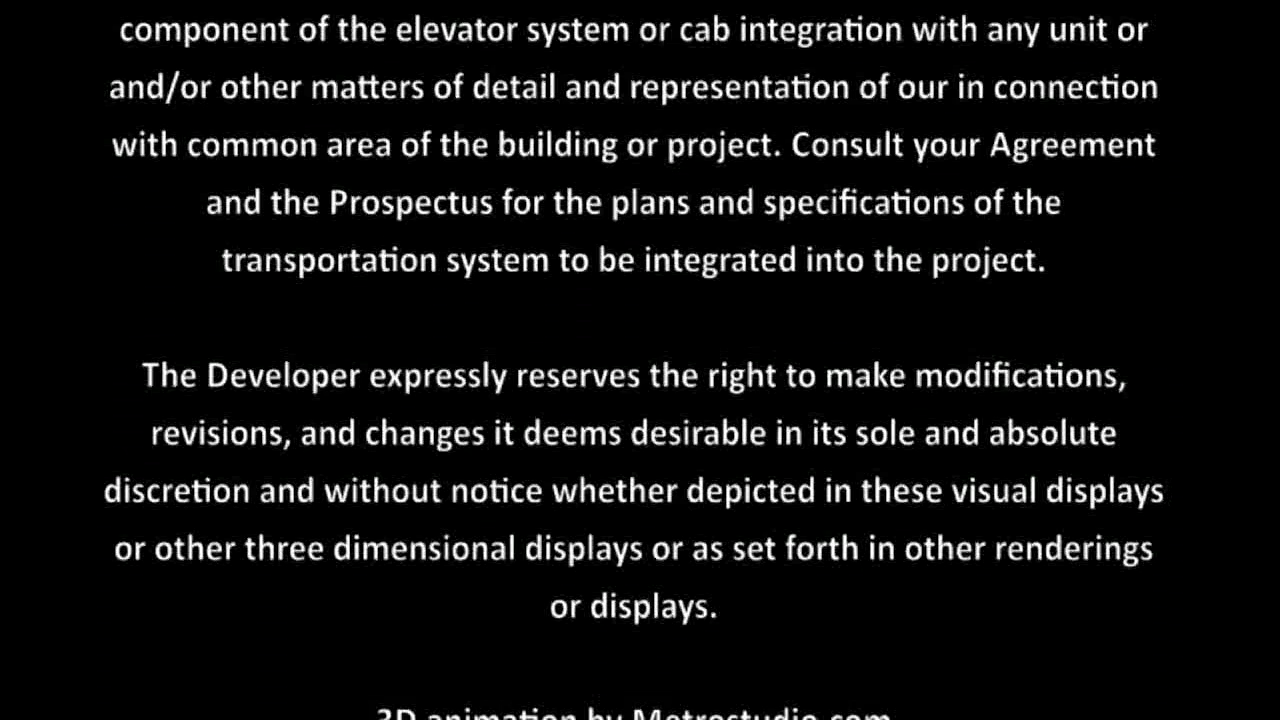 component of the elevator system or cab integration with any unit or
and/or other matters of detail and representation of our in connection
with common area of the building or project. Consult your Agreement
and the Prospectus for the plans and specifications of the
transportation system to be integrated into the project.
The Developer expressly reserves the right to make modifications,
revisions, and changes it deems desirable in its sole and absolute
discretion and without notice whether depicted in these visual displays
or other three dimensional displays or as set forth in other renderings
or displays.
3D animation by Metrostudio.com